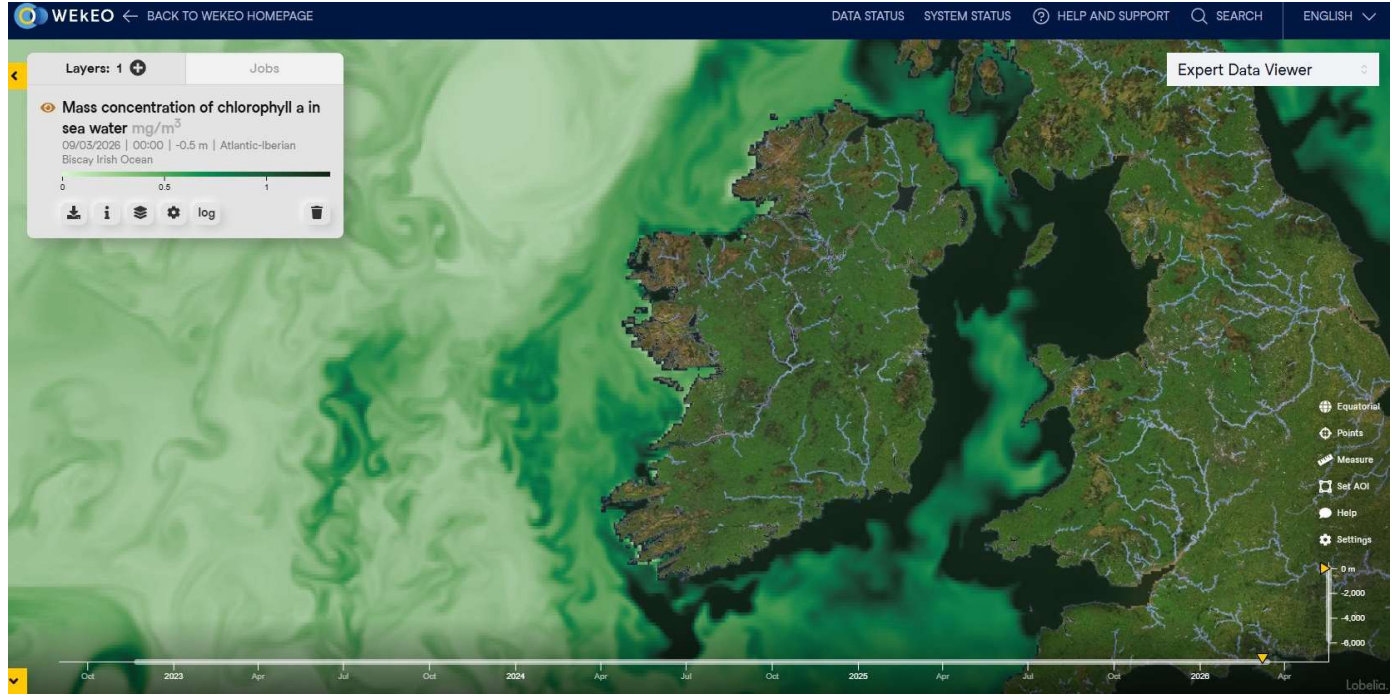 WEkEO ← BACK TO WEKEO HOMEPAGE
DATA STATUS SYSTEM STATUS HELP AND SUPPORT SEARCH ENGLISH
Layers: 1
Jobs
Expert Data Viewer
Mass concentration of chlorophyll a in
sea water mg/m³
09/03/2026 | 00:00 | -0.5 m | Atlantic-Iberian
Biscay Irish Ocean
0 0.5 1
log
Equatorial
Points
Measure
Set AOI
Help
Settings
0 m
-2,000
-4,000
-6,000
Oct 2023 Apr Jul Oct 2024 Apr Jul Oct 2025 Apr Jul Oct 2026 Apr
Lobelia